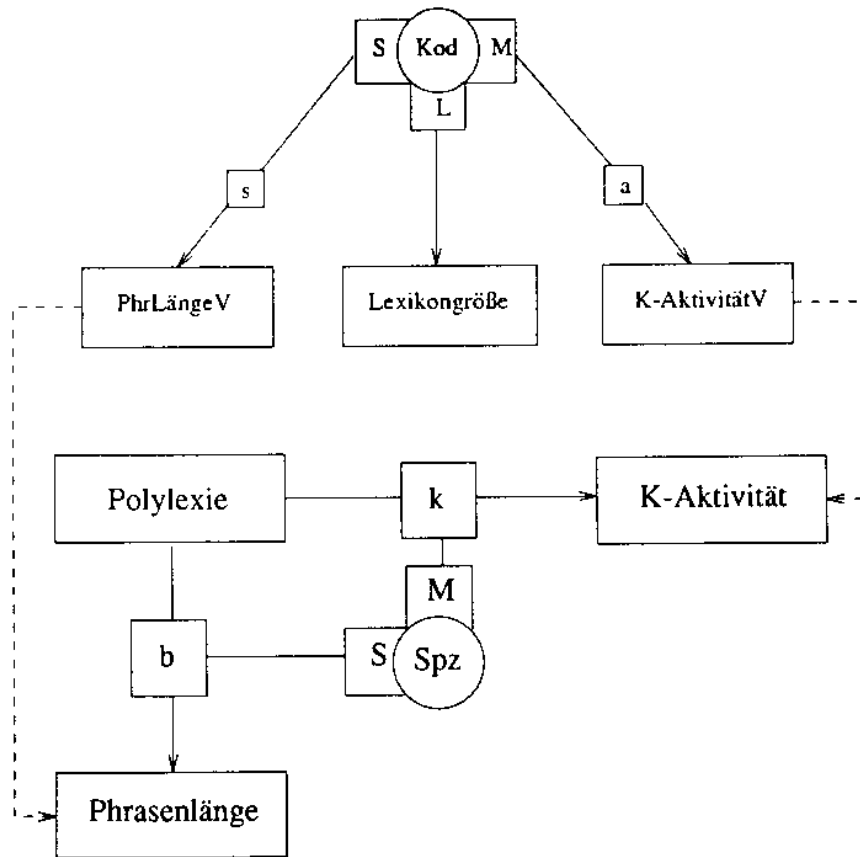 S Kod M
L
s
a
PhrLängeV
Lexikongröße
K-AktivitätV
Polylexie
k
K-Aktivität
M
b
S Spz
Phrasenlänge